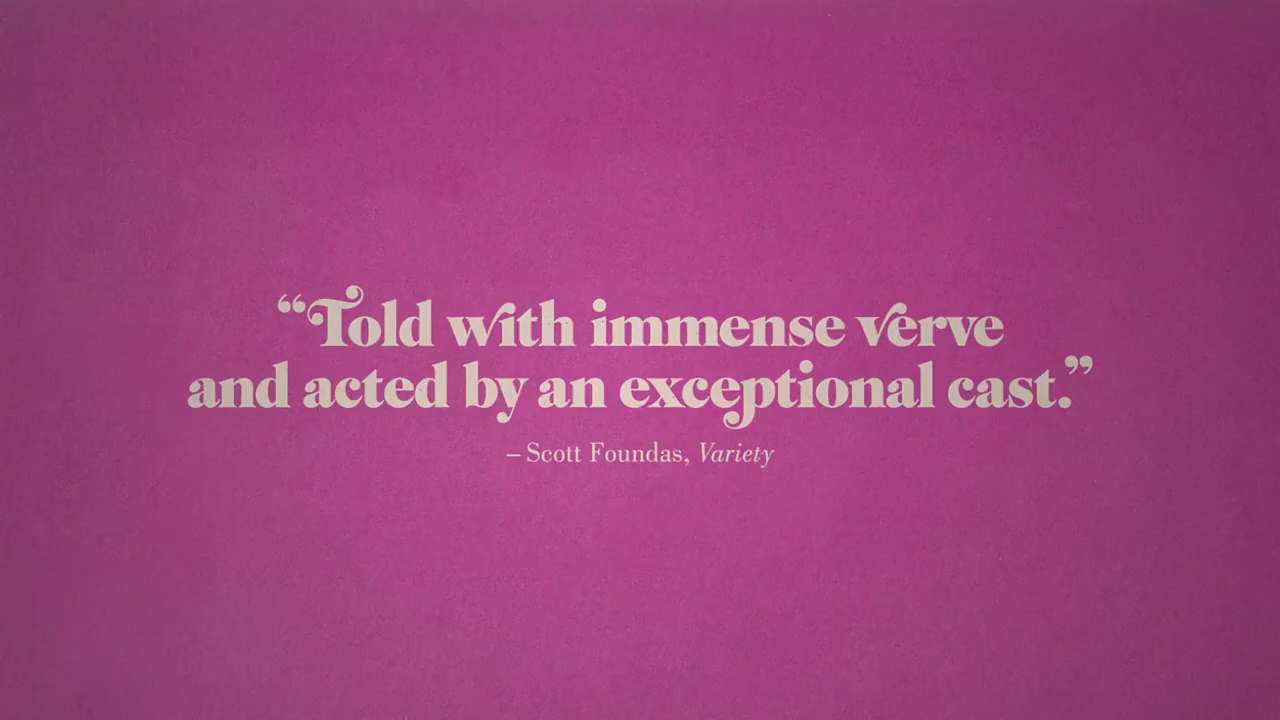 “Told with immense verve
and acted by an exceptional cast.”
– Scott Foundas, Variety